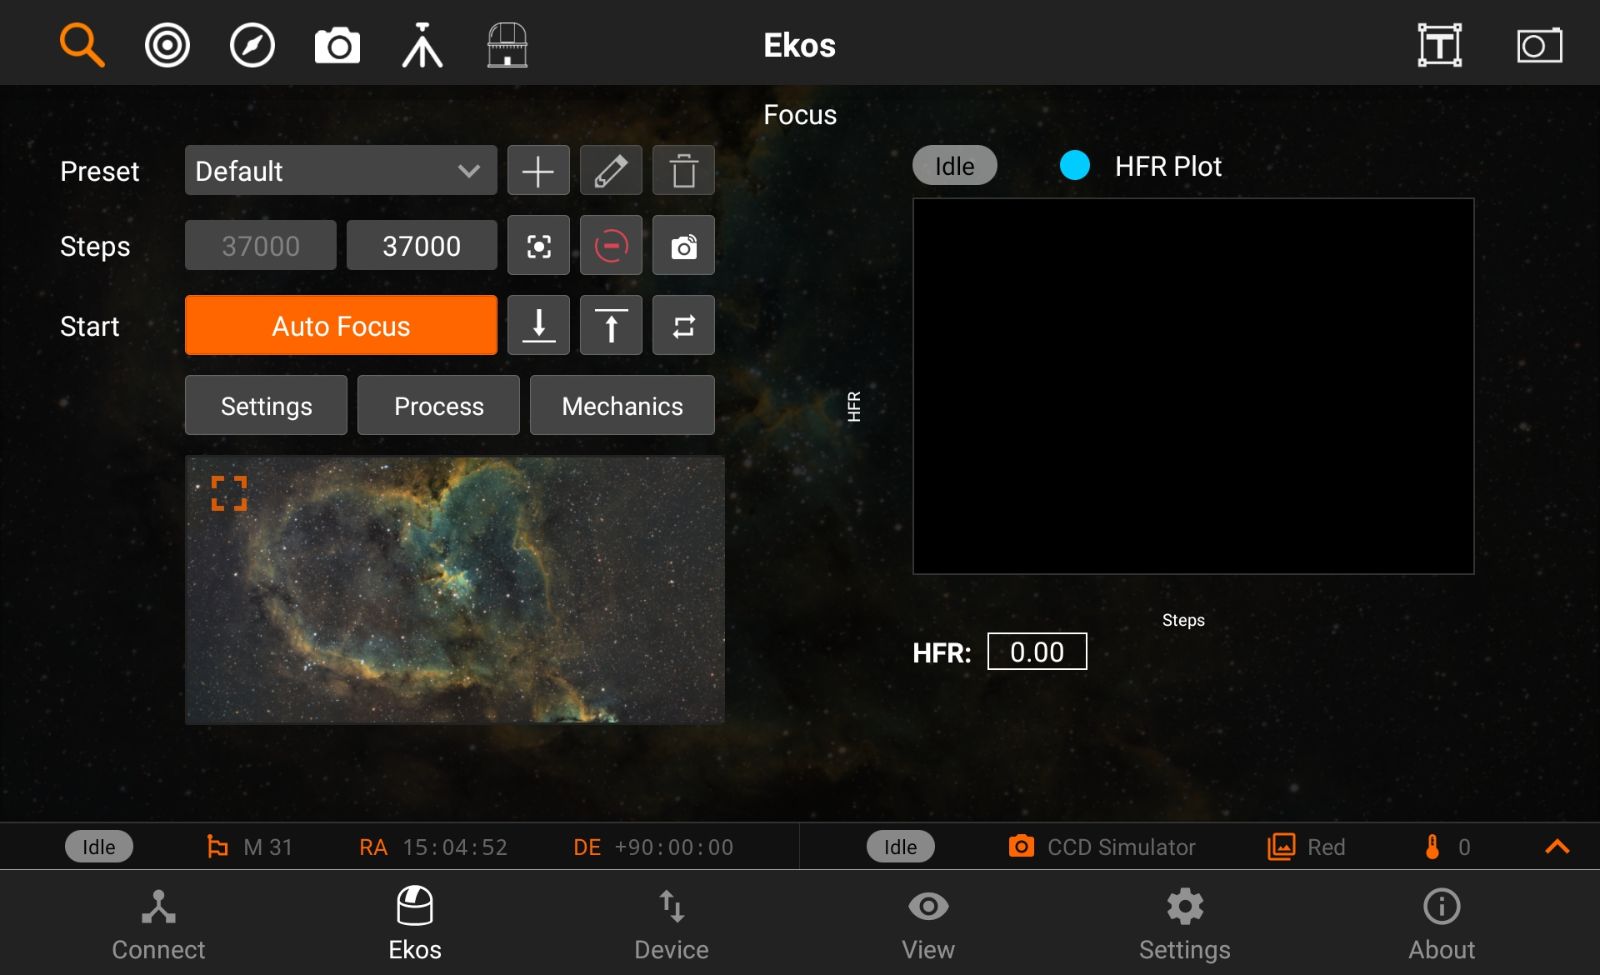 Ekos
Focus
Preset Default
Idle HFR Plot
Steps 37000 37000
Start Auto Focus
Settings Process Mechanics
HFR
Steps
HFR: 0.00
Idle M 31 RA 15:04:52 DE +90:00:00 Idle CCD Simulator Red 0
Connect Ekos Device View Settings About